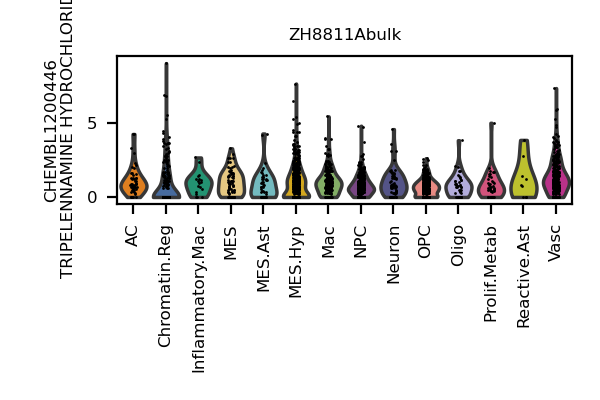 ZH8811Abulk
CHEMBL1200446
TRIPELENNAMINE HYDROCHLORID
5
0
AC
Chromatin.Reg
Inflammatory.Mac
MES
MES.Ast
MES.Hyp
Mac
NPC
Neuron
OPC
Oligo
Prolif.Metab
Reactive.Ast
Vasc